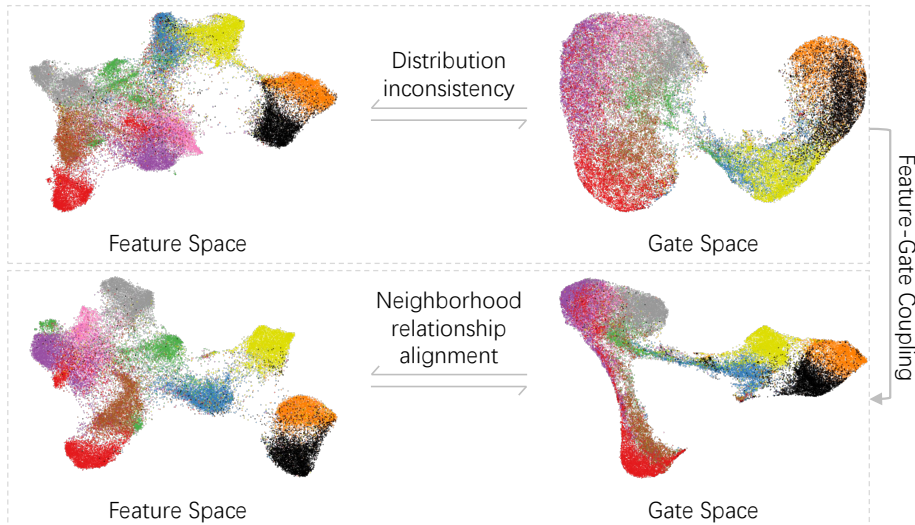 Distribution
inconsistency
Feature Space
Gate Space
Feature-Gate Coupling
Neighborhood
relationship
alignment
Feature Space
Gate Space